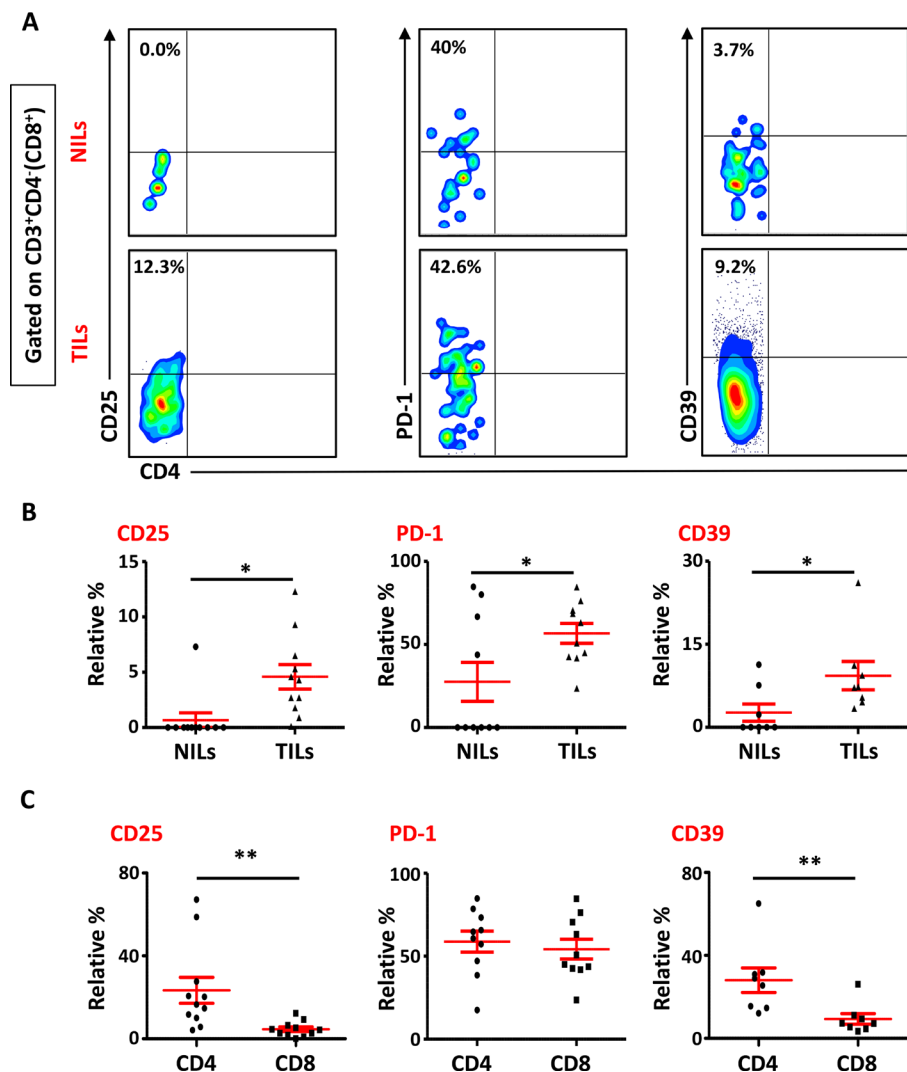 A
Gated on CD3+CD4-(CD8+)
NILs
TILs
0.0%
40%
3.7%
12.3%
42.6%
9.2%
CD25
PD-1
CD39
CD4
B
CD25
PD-1
CD39
Relative %
15
10
5
0
*
NILs
TILs
Relative %
100
50
0
*
NILs
TILs
Relative %
30
15
0
*
NILs
TILs
C
CD25
PD-1
CD39
Relative %
80
40
0
**
CD4
CD8
Relative %
100
50
0
CD4
CD8
Relative %
80
40
0
**
CD4
CD8